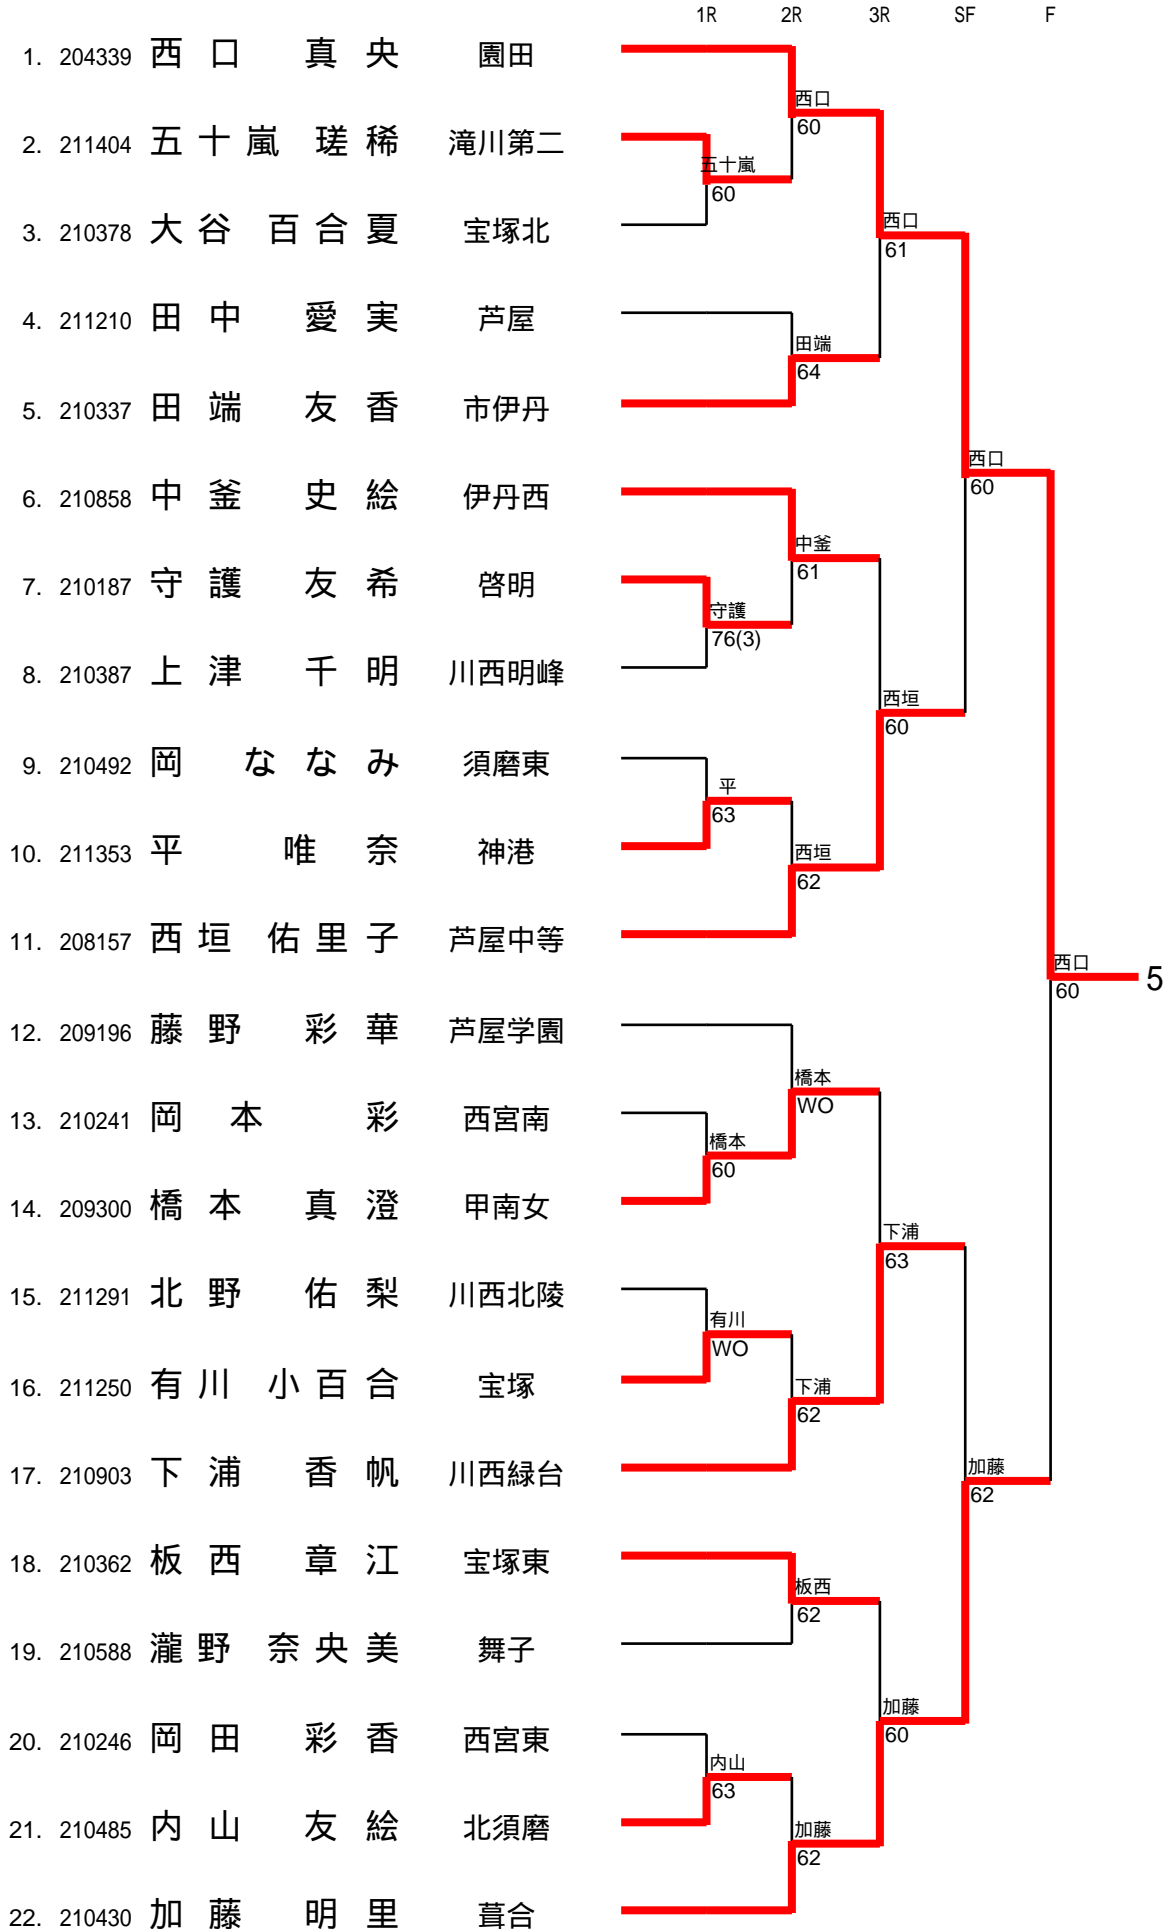 1R 2R 3R SF F
1. 204339 西口 真央 園田
西口
60
2. 211404 五十嵐 瑳稀 滝川第二
五十嵐
60
3. 210378 大谷 百合夏 宝塚北
西口
61
4. 211210 田中 愛実 芦屋
田端
64
5. 210337 田端 友香 市伊丹
西口
60
6. 210858 中釜 史絵 伊丹西
中釜
61
7. 210187 守護 友希 啓明
守護
76(3)
8. 210387 上津 千明 川西明峰
西垣
60
9. 210492 岡 ななみ 須磨東
平
63
10. 211353 平 唯奈 神港
西垣
62
11. 208157 西垣 佑里子 芦屋中等
西口
60
5
12. 209196 藤野 彩華 芦屋学園
橋本
WO
13. 210241 岡本 彩 西宮南
橋本
60
14. 209300 橋本 真澄 甲南女
下浦
63
15. 211291 北野 佑梨 川西北陵
有川
WO
16. 211250 有川 小百合 宝塚
下浦
62
17. 210903 下浦 香帆 川西緑台
加藤
62
18. 210362 板西 章江 宝塚東
板西
62
19. 210588 瀧野 奈央美 舞子
加藤
60
20. 210246 岡田 彩香 西宮東
内山
63
21. 210485 内山 友絵 北須磨
加藤
62
22. 210430 加藤 明里 葺合